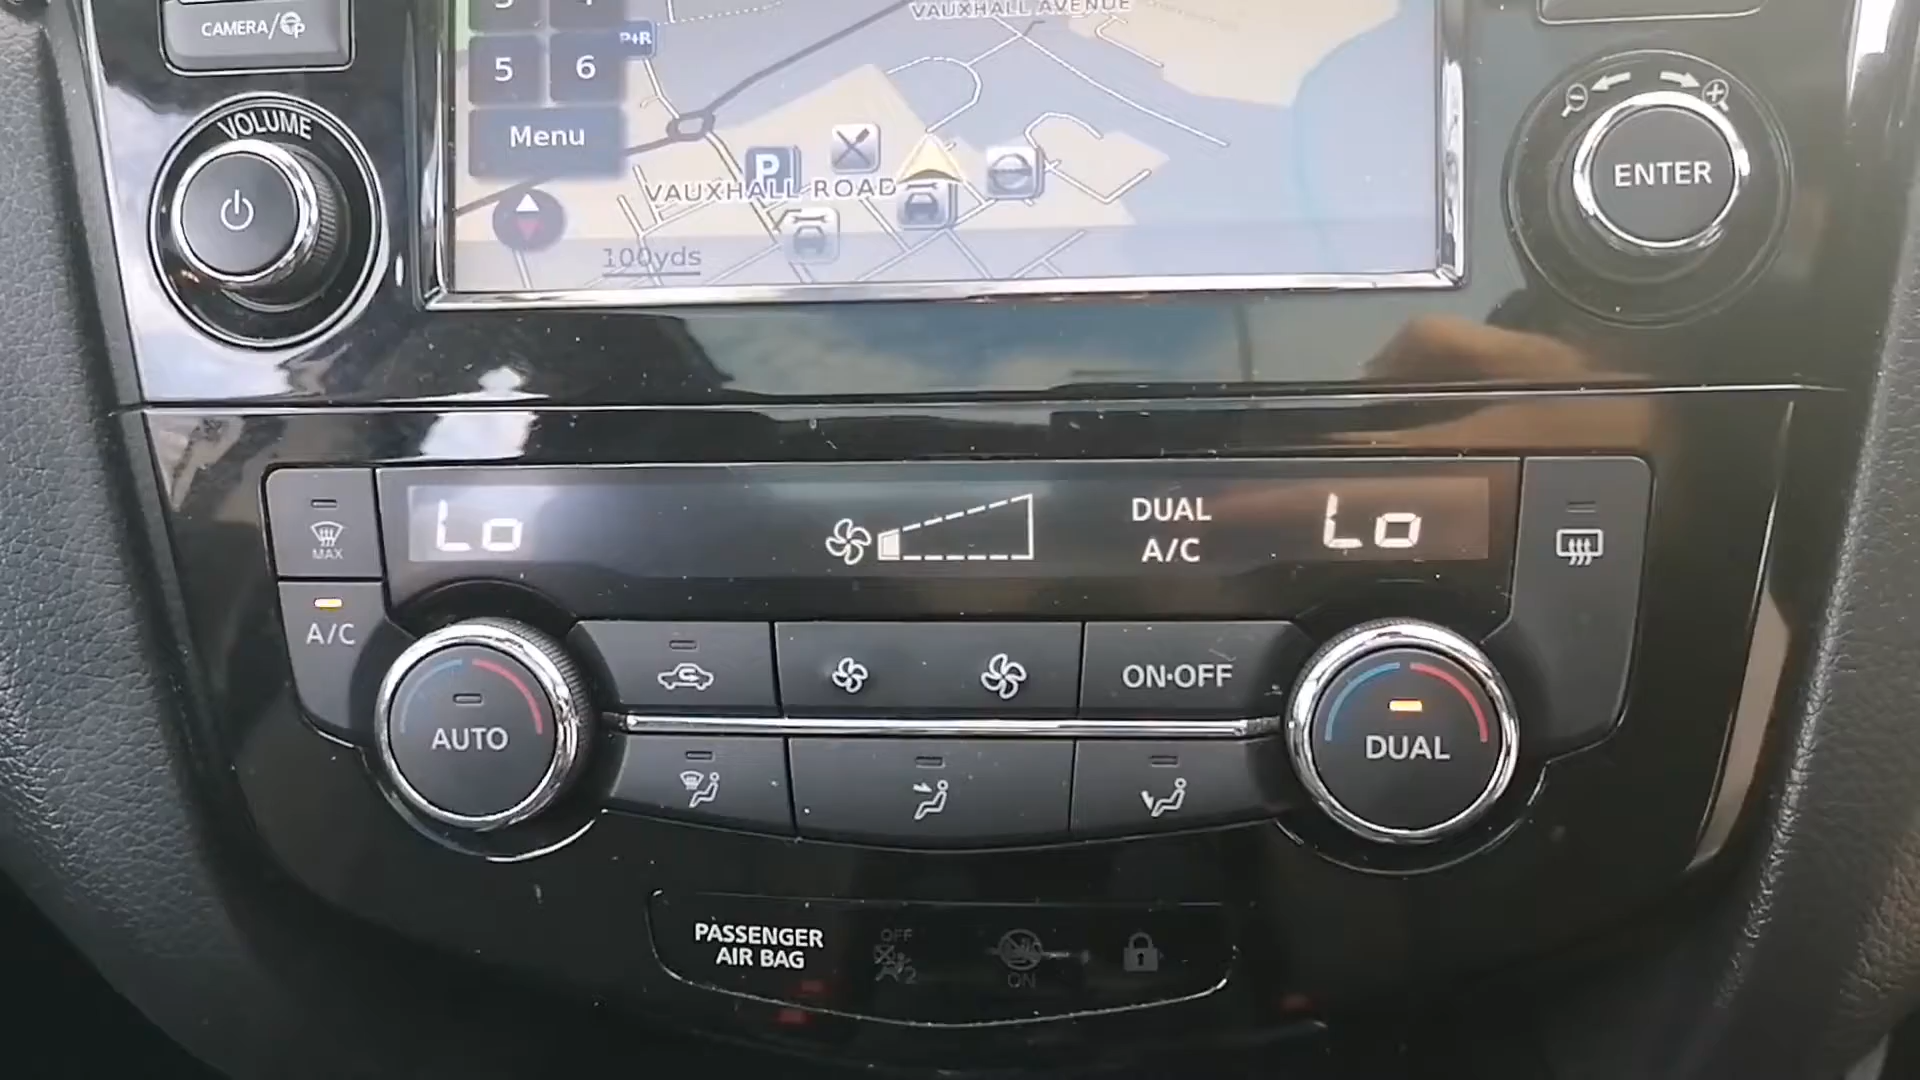 VAUXHALL AVENUE
CAMERA/
P+R
5 6
VOLUME
Menu
P
VAUXHALL ROAD
ENTER
100yds
MAX
Lo
DUAL
A/C
Lo
A/C
AUTO
ON·OFF
DUAL
PASSENGER
AIR BAG
OFF
2
ON